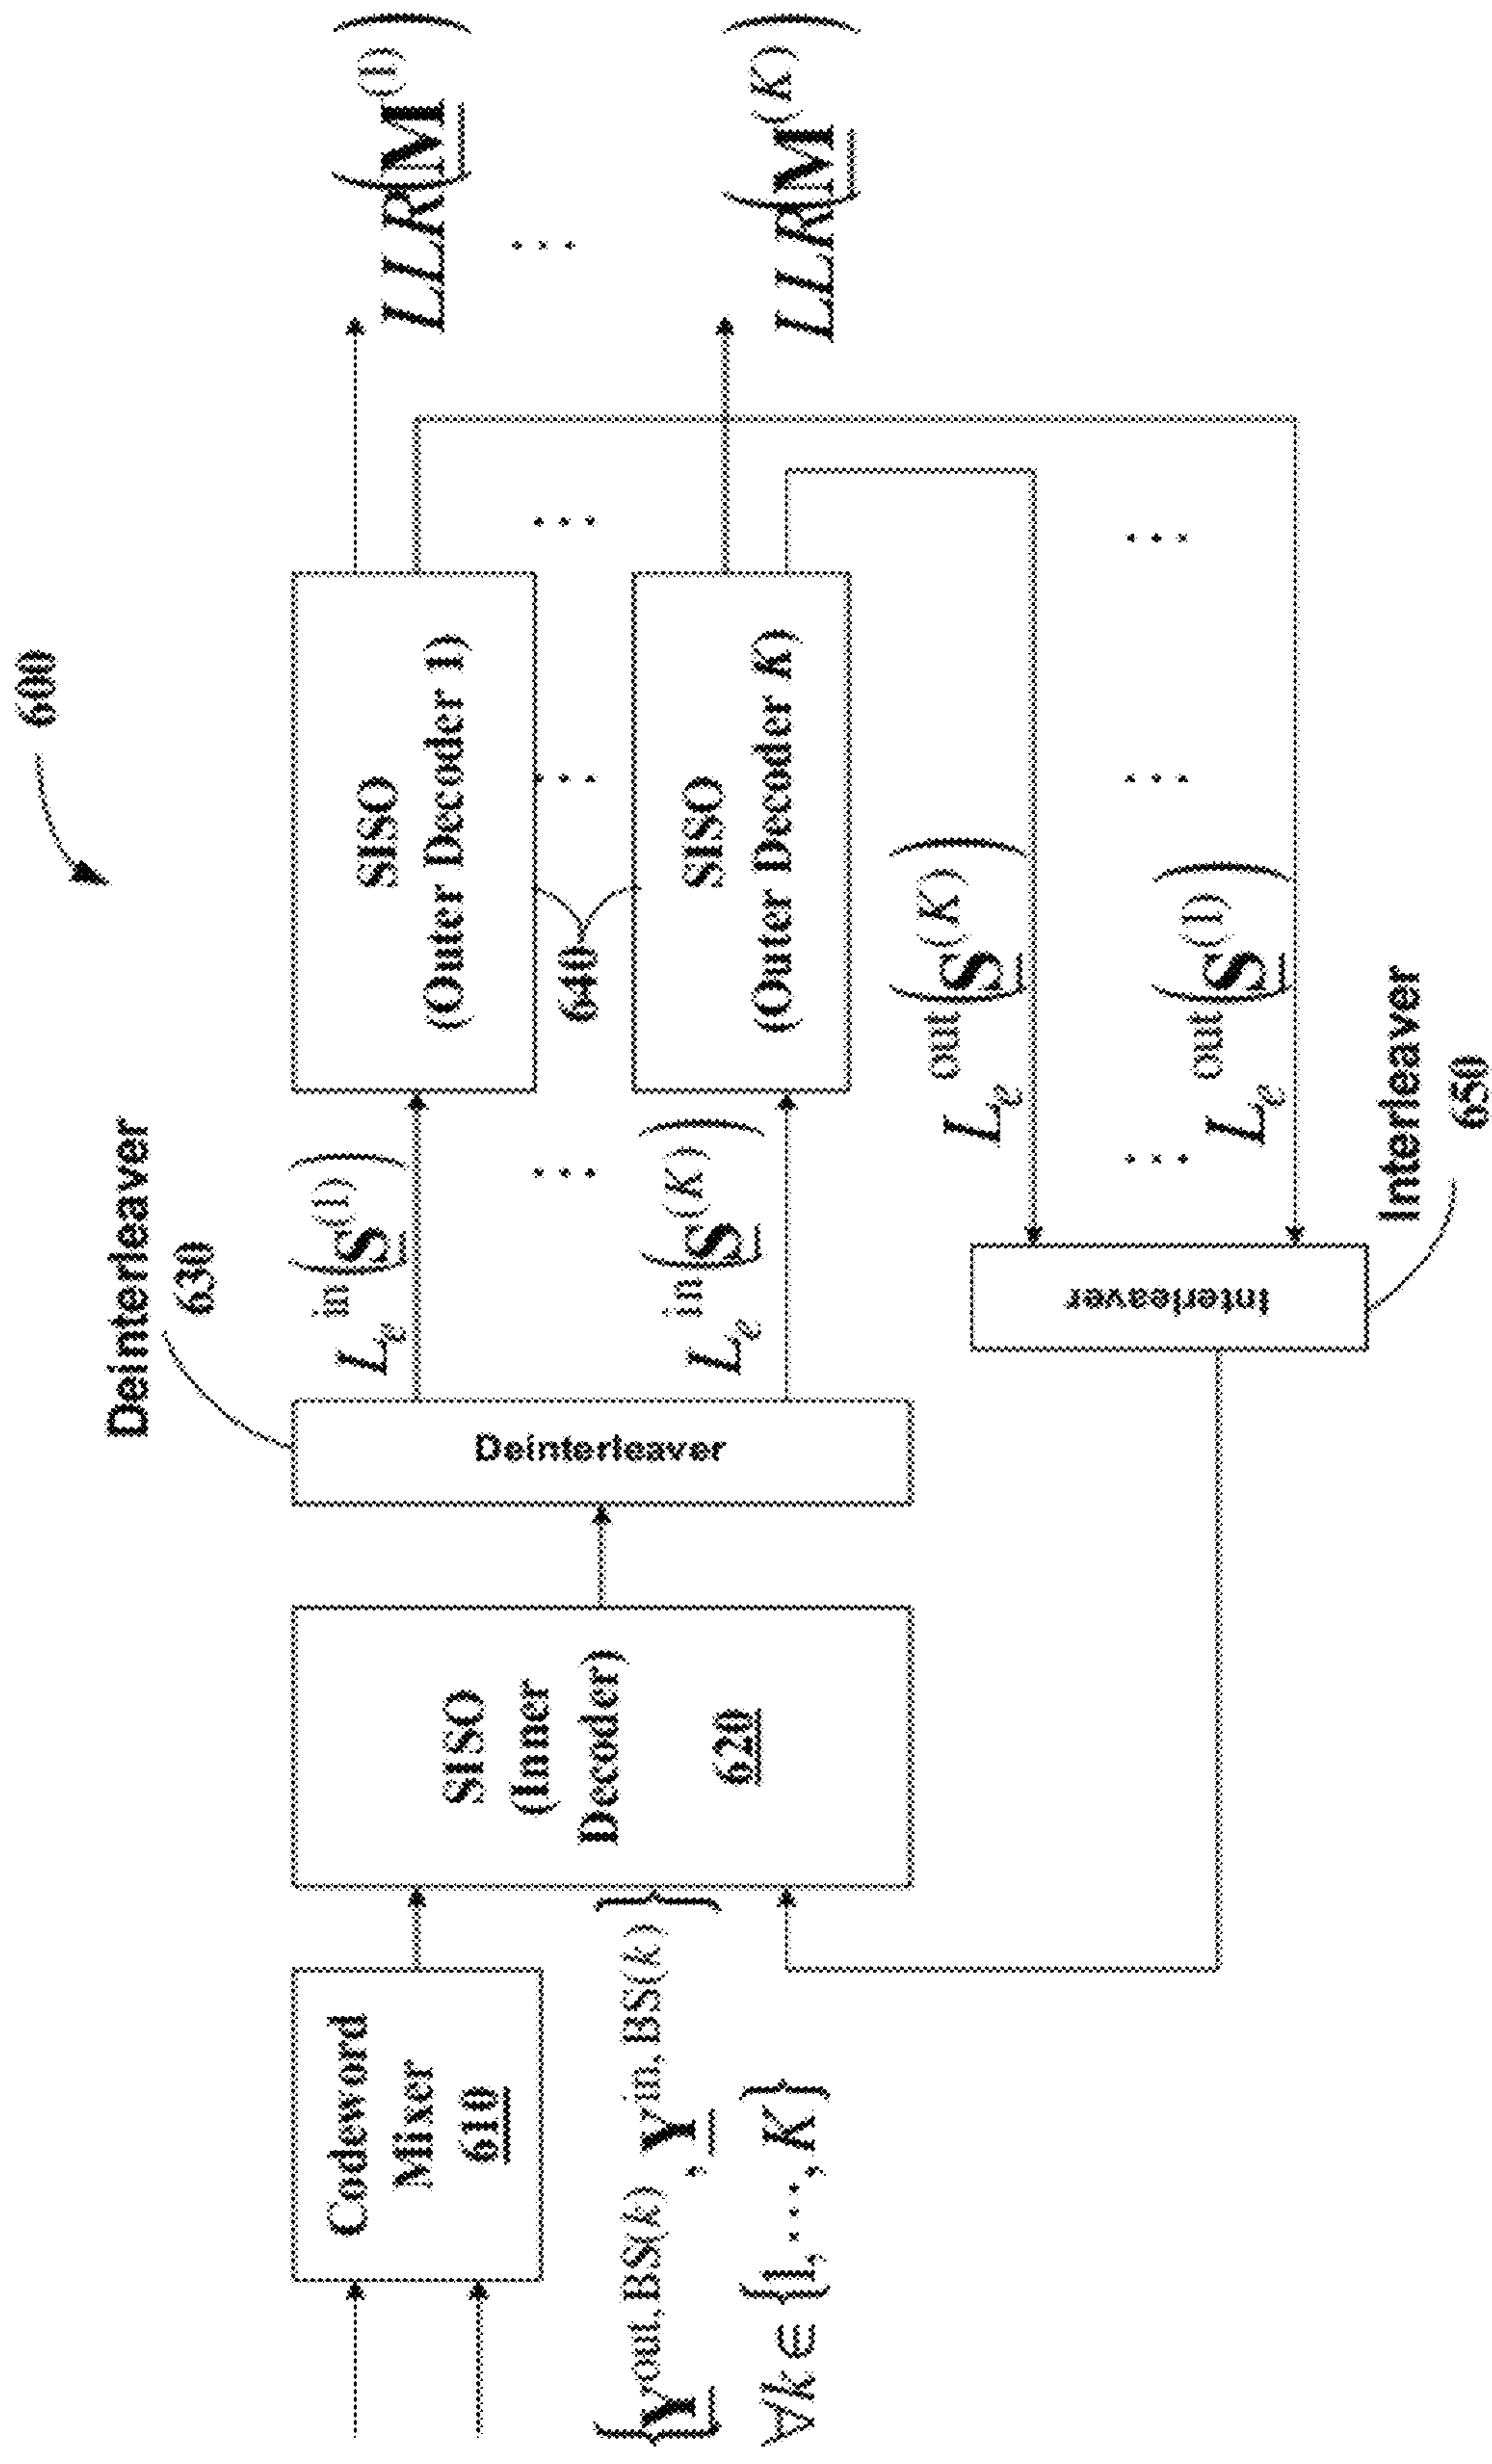 600
Deinterleaver
630
Codeword
Mixer
610
SISO
(Inner
Decoder)
620
Deinterleaver
L_e^in(S^(1))
...
L_e^in(S^(K))
SISO
(Outer Decoder 1)
...
640
SISO
(Outer Decoder K)
...
LLR(M^(1))
...
LLR(M^(K))
{Y^out,BS(k), Y^in,BS(k)}
∀k ∈ {1,...,K}
L_e^out(S^(K))
... ... ...
L_e^out(S^(1))
Interleaver
Interleaver
650